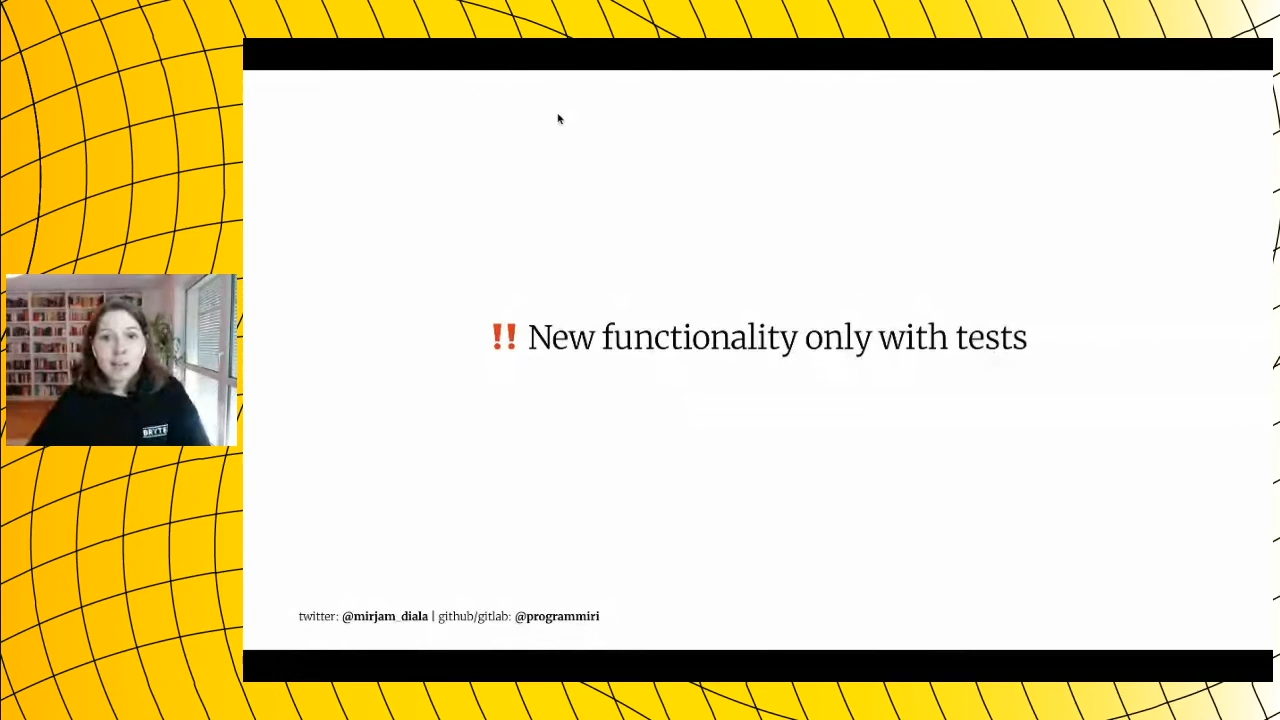 ‼ New functionality only with tests
twitter: @mirjam_diala | github/gitlab: @programmiri